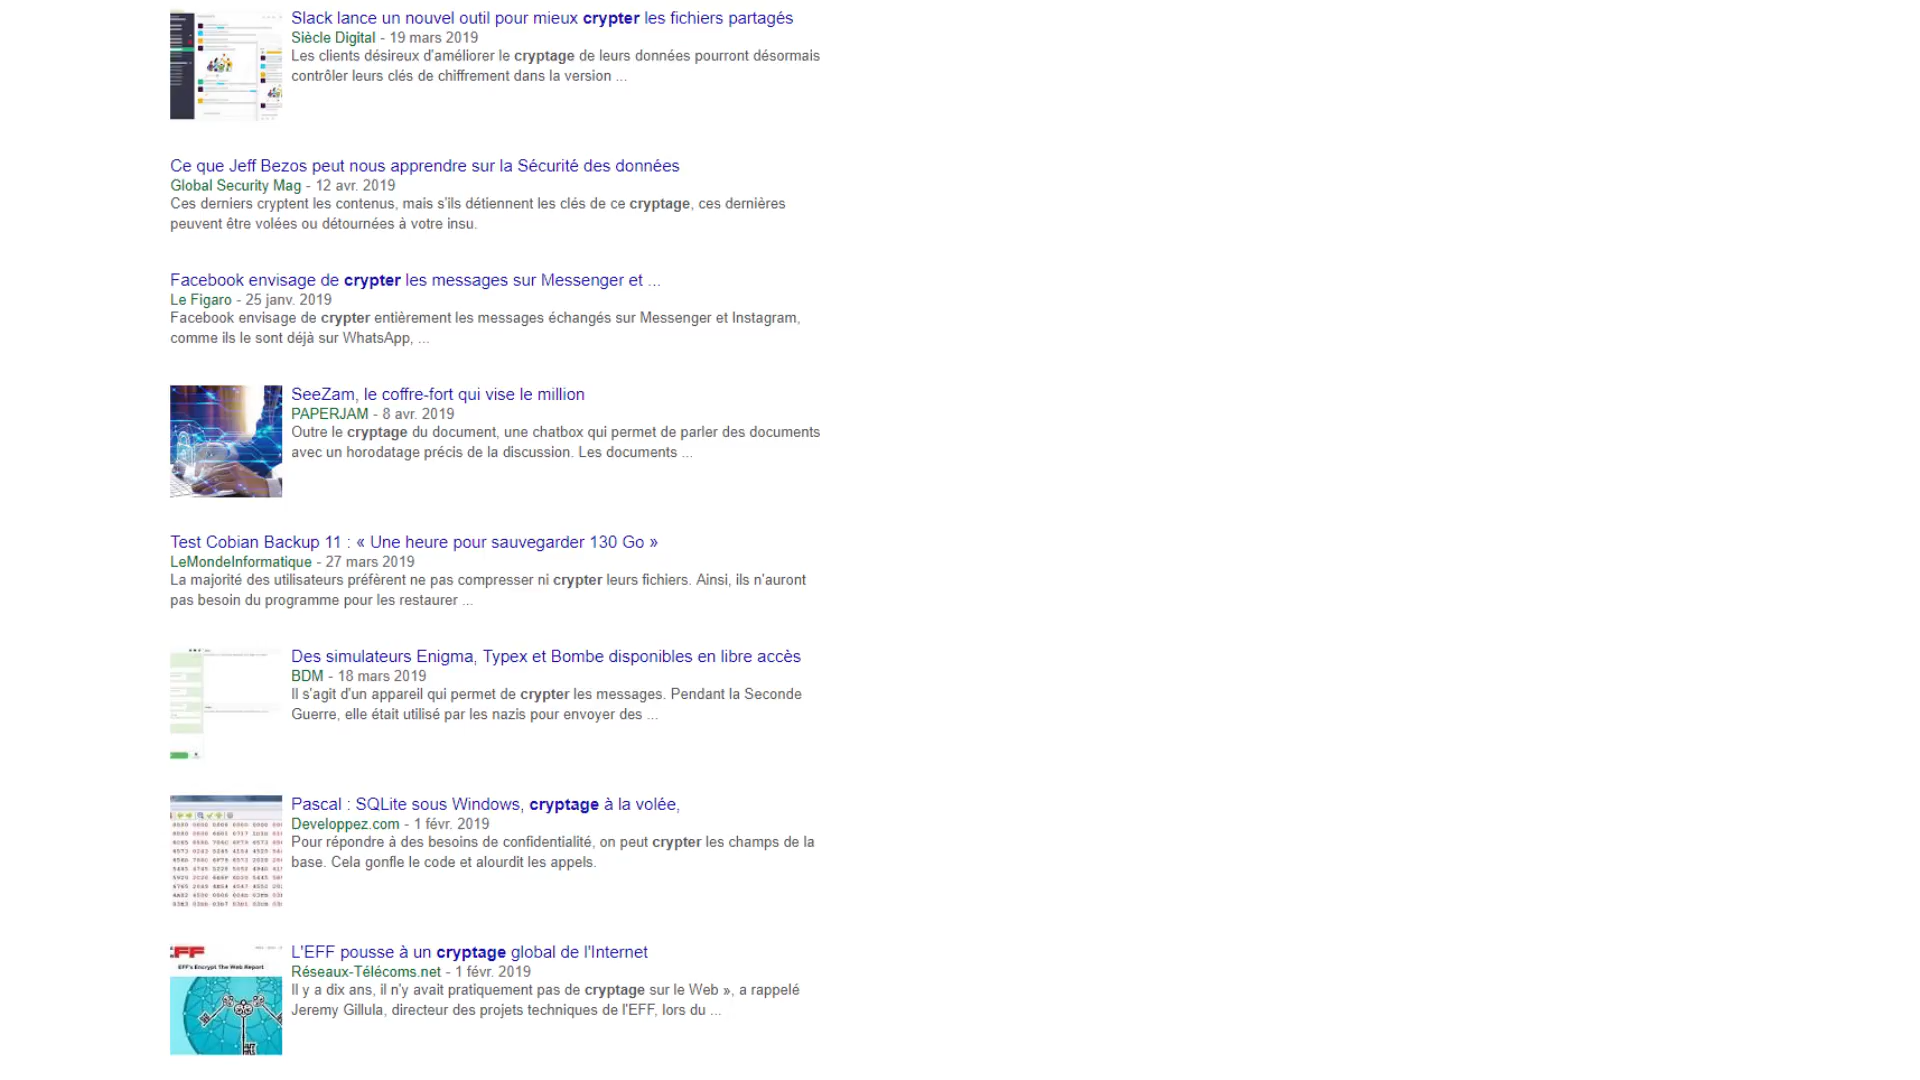 Slack lance un nouvel outil pour mieux crypter les fichiers partagés
Siècle Digital - 19 mars 2019
Les clients désireux d'améliorer le cryptage de leurs données pourront désormais
contrôler leurs clés de chiffrement dans la version ...
Ce que Jeff Bezos peut nous apprendre sur la Sécurité des données
Global Security Mag - 12 avr. 2019
Ces derniers cryptent les contenus, mais s'ils détiennent les clés de ce cryptage, ces dernières
peuvent être volées ou détournées à votre insu.
Facebook envisage de crypter les messages sur Messenger et ...
Le Figaro - 25 janv. 2019
Facebook envisage de crypter entièrement les messages échangés sur Messenger et Instagram,
comme ils le sont déjà sur WhatsApp, ...
SeeZam, le coffre-fort qui vise le million
PAPERJAM - 8 avr. 2019
Outre le cryptage du document, une chatbox qui permet de parler des documents
avec un horodatage précis de la discussion. Les documents ...
Test Cobian Backup 11 : « Une heure pour sauvegarder 130 Go »
LeMondeInformatique - 27 mars 2019
La majorité des utilisateurs préfèrent ne pas compresser ni crypter leurs fichiers. Ainsi, ils n'auront
pas besoin du programme pour les restaurer ...
Des simulateurs Enigma, Typex et Bombe disponibles en libre accès
BDM - 18 mars 2019
Il s'agit d'un appareil qui permet de crypter les messages. Pendant la Seconde
Guerre, elle était utilisé par les nazis pour envoyer des ...
Pascal : SQLite sous Windows, cryptage à la volée,
Developpez.com - 1 févr. 2019
Pour répondre à des besoins de confidentialité, on peut crypter les champs de la
base. Cela gonfle le code et alourdit les appels.
L'EFF pousse à un cryptage global de l'Internet
Réseaux-Télécoms.net - 1 févr. 2019
Il y a dix ans, il n'y avait pratiquement pas de cryptage sur le Web », a rappelé
Jeremy Gillula, directeur des projets techniques de l'EFF, lors du ...
EFF's Encrypt The Web Report